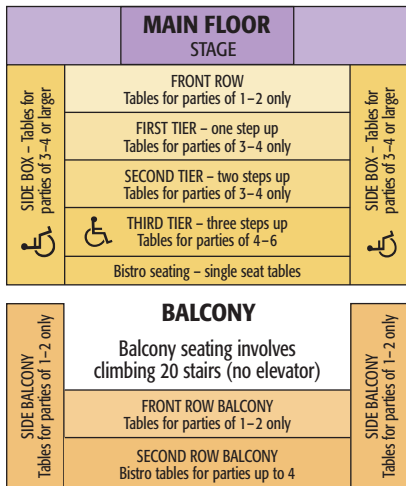 MAIN FLOOR
STAGE
SIDE BOX – Tables for
parties of 3–4 or larger
FRONT ROW
Tables for parties of 1–2 only
FIRST TIER – one step up
Tables for parties of 3–4 only
SECOND TIER – two steps up
Tables for parties of 3–4 only
THIRD TIER – three steps up
Tables for parties of 4–6
Bistro seating – single seat tables
SIDE BOX – Tables for
parties of 3–4 or larger
BALCONY
Balcony seating involves
climbing 20 stairs (no elevator)
SIDE BALCONY
Tables for parties of 1–2 only
FRONT ROW BALCONY
Tables for parties of 1–2 only
SECOND ROW BALCONY
Bistro tables for parties up to 4
SIDE BALCONY
Tables for parties of 1–2 only